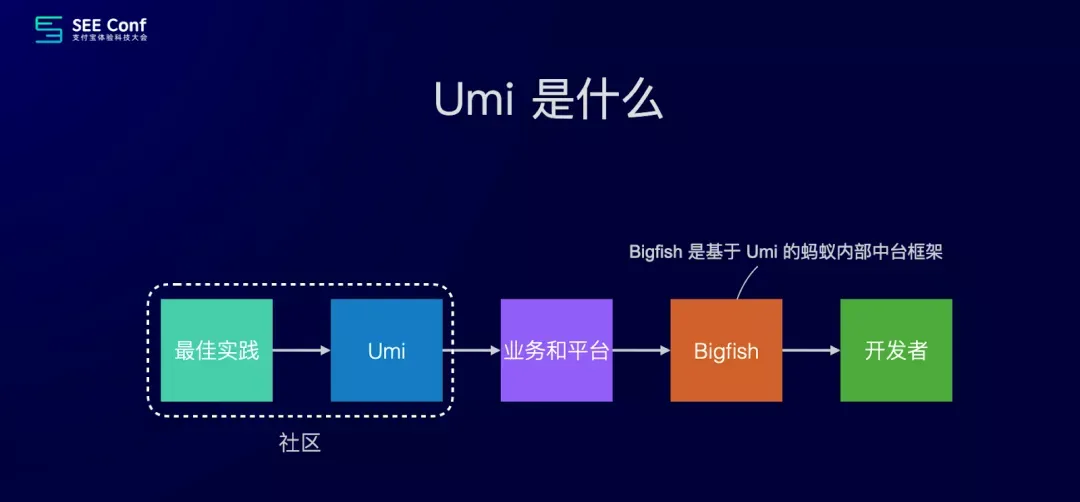 SEE Conf
支付宝体验科技大会
Umi 是什么
Bigfish 是基于 Umi 的蚂蚁内部中台框架
最佳实践
Umi
业务和平台
Bigfish
开发者
社区